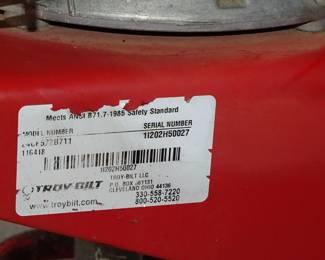 Meets ANSI B71.7-1985 Safety Standard
MODEL NUMBER SERIAL NUMBER
1I202H50027
116418
1I202H50027
TROY-BILT TROY-BILT LLC
P.O. BOX 361131
CLEVELAND OHIO 44136
330-558-7220
www.troybilt.com 800-520-5520